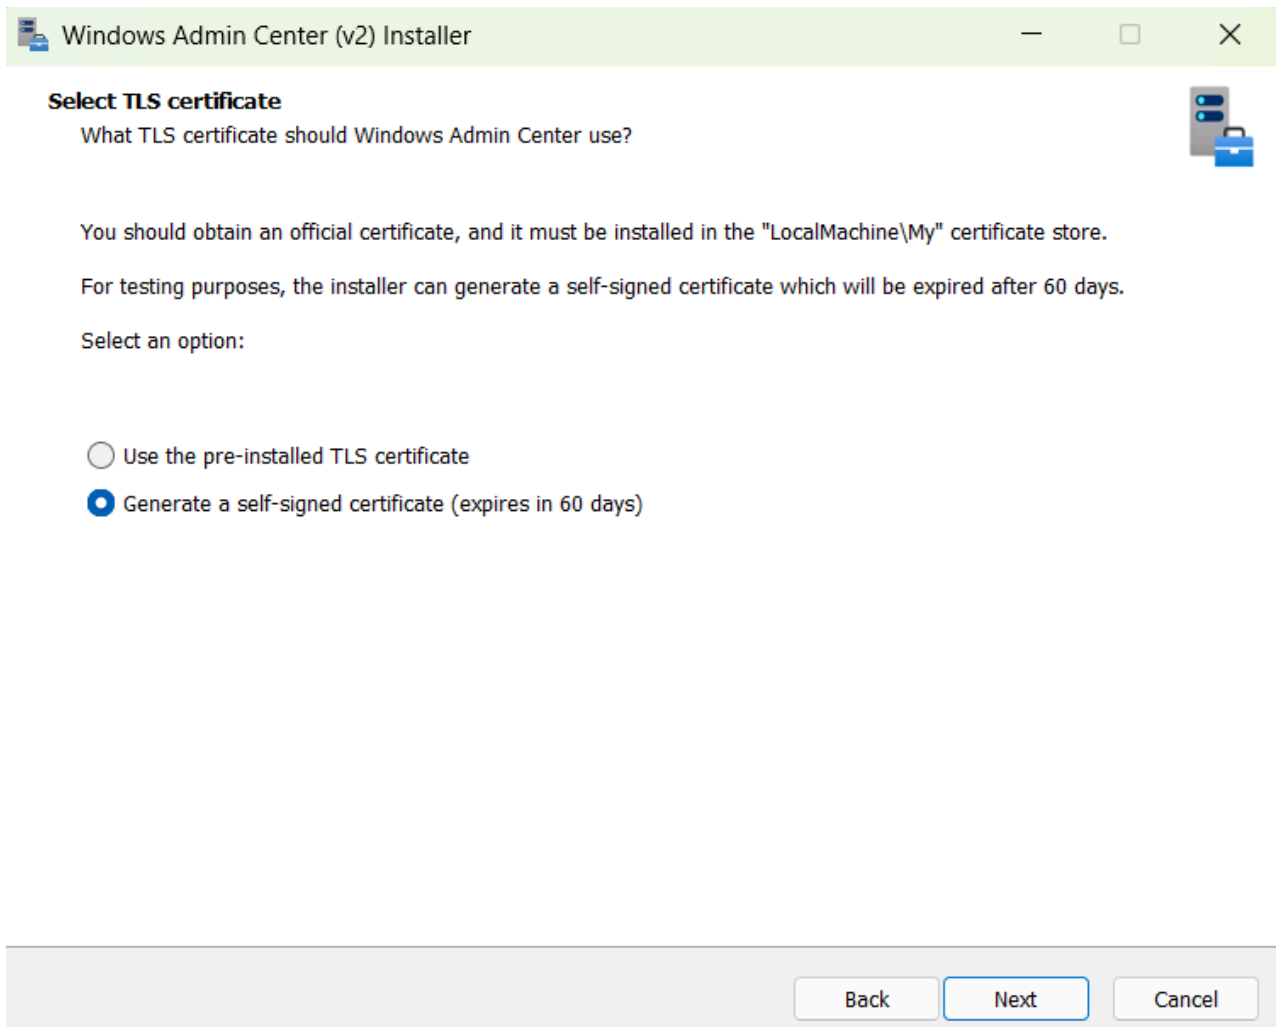 Windows Admin Center (v2) Installer
Select TLS certificate
What TLS certificate should Windows Admin Center use?
You should obtain an official certificate, and it must be installed in the "LocalMachine\My" certificate store.
For testing purposes, the installer can generate a self-signed certificate which will be expired after 60 days.
Select an option:
Use the pre-installed TLS certificate
Generate a self-signed certificate (expires in 60 days)
Back Next Cancel